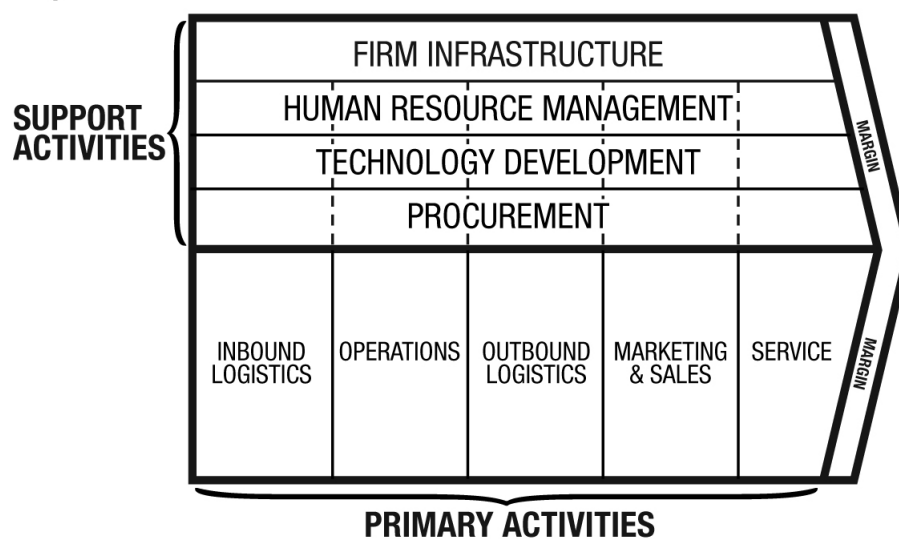 FIRM INFRASTRUCTURE
HUMAN RESOURCE MANAGEMENT
TECHNOLOGY DEVELOPMENT
PROCUREMENT
SUPPORT
ACTIVITIES
MARGIN
INBOUND
LOGISTICS
OPERATIONS
OUTBOUND
LOGISTICS
MARKETING
& SALES
SERVICE
MARGIN
PRIMARY ACTIVITIES